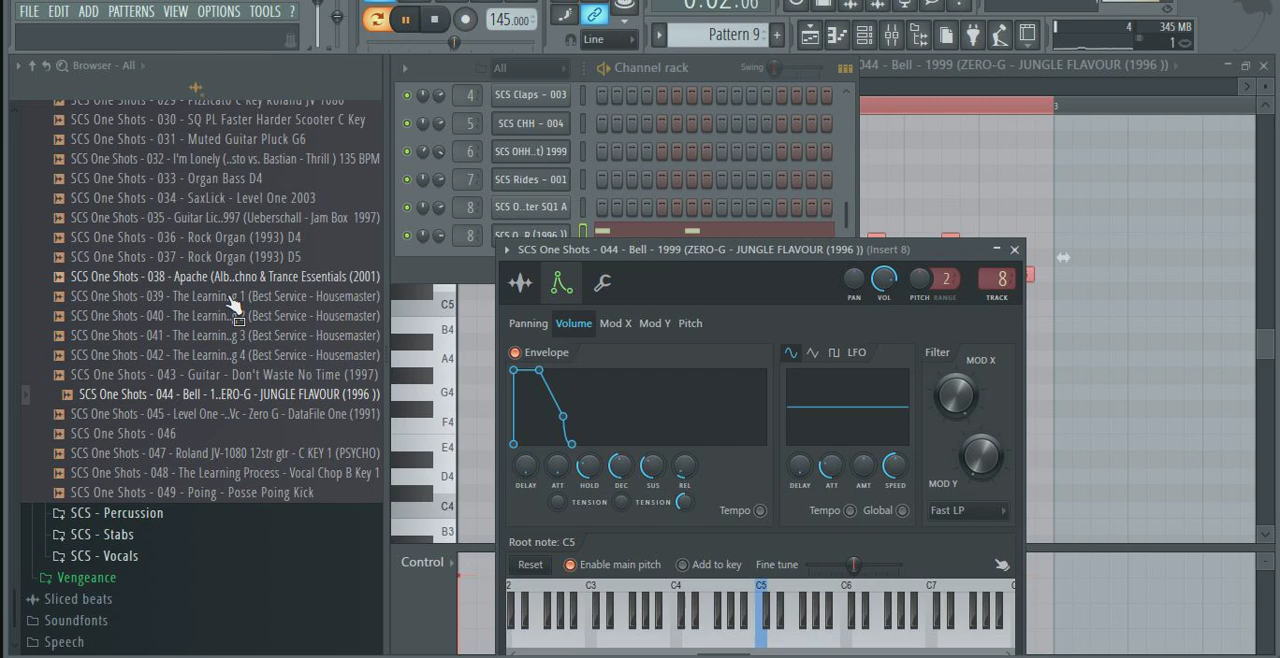 FILE EDIT ADD PATTERNS VIEW OPTIONS TOOLS ?
145.000
Line
Pattern 9
4
345 MB
1
Browser - All
All
Channel rack
Swing
044 - Bell - 1999 (ZERO-G - JUNGLE FLAVOUR (1996 ))
3
SCS One Shots - 029 - Pizzicato C Key Roland JV 1080
SCS One Shots - 030 - SQ PL Faster Harder Scooter C Key
SCS One Shots - 031 - Muted Guitar Pluck G6
SCS One Shots - 032 - I'm Lonely (..sto vs. Bastian - Thrill ) 135 BPM
SCS One Shots - 033 - Organ Bass D4
SCS One Shots - 034 - SaxLick - Level One 2003
SCS One Shots - 035 - Guitar Lic..997 (Ueberschall - Jam Box 1997)
SCS One Shots - 036 - Rock Organ (1993) D4
SCS One Shots - 037 - Rock Organ (1993) D5
SCS One Shots - 038 - Apache (Alb..chno & Trance Essentials (2001)
SCS One Shots - 039 - The Learnin..g 1 (Best Service - Housemaster)
SCS One Shots - 040 - The Learnin.. (Best Service - Housemaster)
SCS One Shots - 041 - The Learnin..g 3 (Best Service - Housemaster)
SCS One Shots - 042 - The Learnin..g 4 (Best Service - Housemaster)
SCS One Shots - 043 - Guitar - Don't Waste No Time (1997)
SCS One Shots - 044 - Bell - 1..ERO-G - JUNGLE FLAVOUR (1996 ))
SCS One Shots - 045 - Level One -..Vc - Zero G - DataFile One (1991)
SCS One Shots - 046
SCS One Shots - 047 - Roland JV-1080 12str gtr - C KEY 1 (PSYCHO)
SCS One Shots - 048 - The Learning Process - Vocal Chop B Key 1
SCS One Shots - 049 - Poing - Posse Poing Kick
SCS - Percussion
SCS - Stabs
SCS - Vocals
Vengeance
Sliced beats
Soundfonts
Speech
4 SCS Claps - 003
5 SCS CHH - 004
6 SCS OHH..t) 1999
7 SCS Rides - 001
8 SCS O..ter SQ1 A
8 SCS O..R (1996 ))
C5
B4
A4
G4
F4
E4
D4
C4
B3
Control
SCS One Shots - 044 - Bell - 1999 (ZERO-G - JUNGLE FLAVOUR (1996 )) (Insert 8)
2
8
PAN VOL PITCH RANGE TRACK
Panning Volume Mod X Mod Y Pitch
Envelope
LFO
Filter
MOD X
DELAY ATT HOLD DEC SUS REL
DELAY ATT AMT SPEED
MOD Y
TENSION TENSION
Tempo
Tempo Global
Fast LP
Root note: C5
Reset
Enable main pitch
Add to key
Fine tune
2 C3 C4 C5 C6 C7